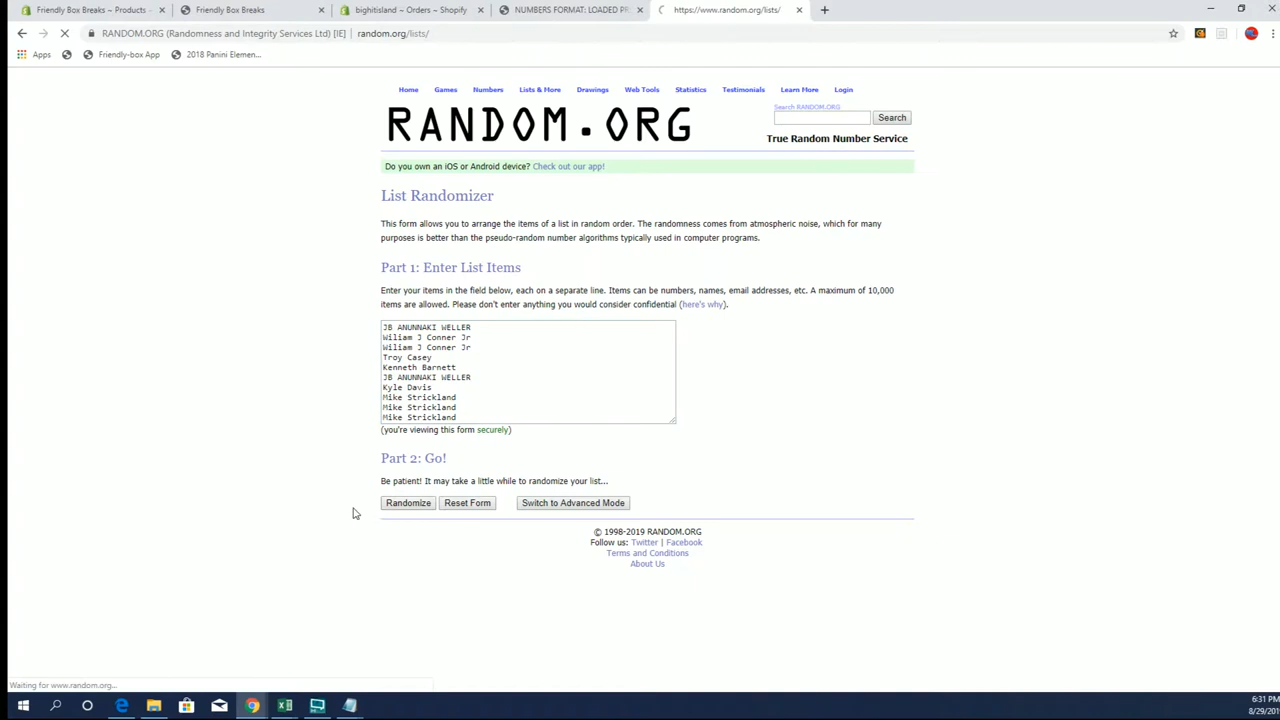 Friendly Box Breaks ~ Products ~
Friendly Box Breaks
bighitisland ~ Orders ~ Shopify
NUMBERS FORMAT: LOADED PR
https://www.random.org/lists/
RANDOM.ORG (Randomness and Integrity Services Ltd) [IE] | random.org/lists/
Apps Friendly-box App 2018 Panini Elemen...
Home Games Numbers Lists & More Drawings Web Tools Statistics Testimonials Learn More Login
RANDOM.ORG
Search RANDOM.ORG
Search
True Random Number Service
Do you own an iOS or Android device? Check out our app!
List Randomizer
This form allows you to arrange the items of a list in random order. The randomness comes from atmospheric noise, which for many
purposes is better than the pseudo-random number algorithms typically used in computer programs.
Part 1: Enter List Items
Enter your items in the field below, each on a separate line. Items can be numbers, names, email addresses, etc. A maximum of 10,000
items are allowed. Please don't enter anything you would consider confidential (here's why).
JB ANUNNAKI WELLER
Wiliam J Conner Jr
Wiliam J Conner Jr
Troy Casey
Kenneth Barnett
JB ANUNNAKI WELLER
Kyle Davis
Mike Strickland
Mike Strickland
Mike Strickland
(you're viewing this form securely)
Part 2: Go!
Be patient! It may take a little while to randomize your list...
Randomize Reset Form Switch to Advanced Mode
© 1998-2019 RANDOM.ORG
Follow us: Twitter | Facebook
Terms and Conditions
About Us
Waiting for www.random.org...
6:31 PM
8/29/201